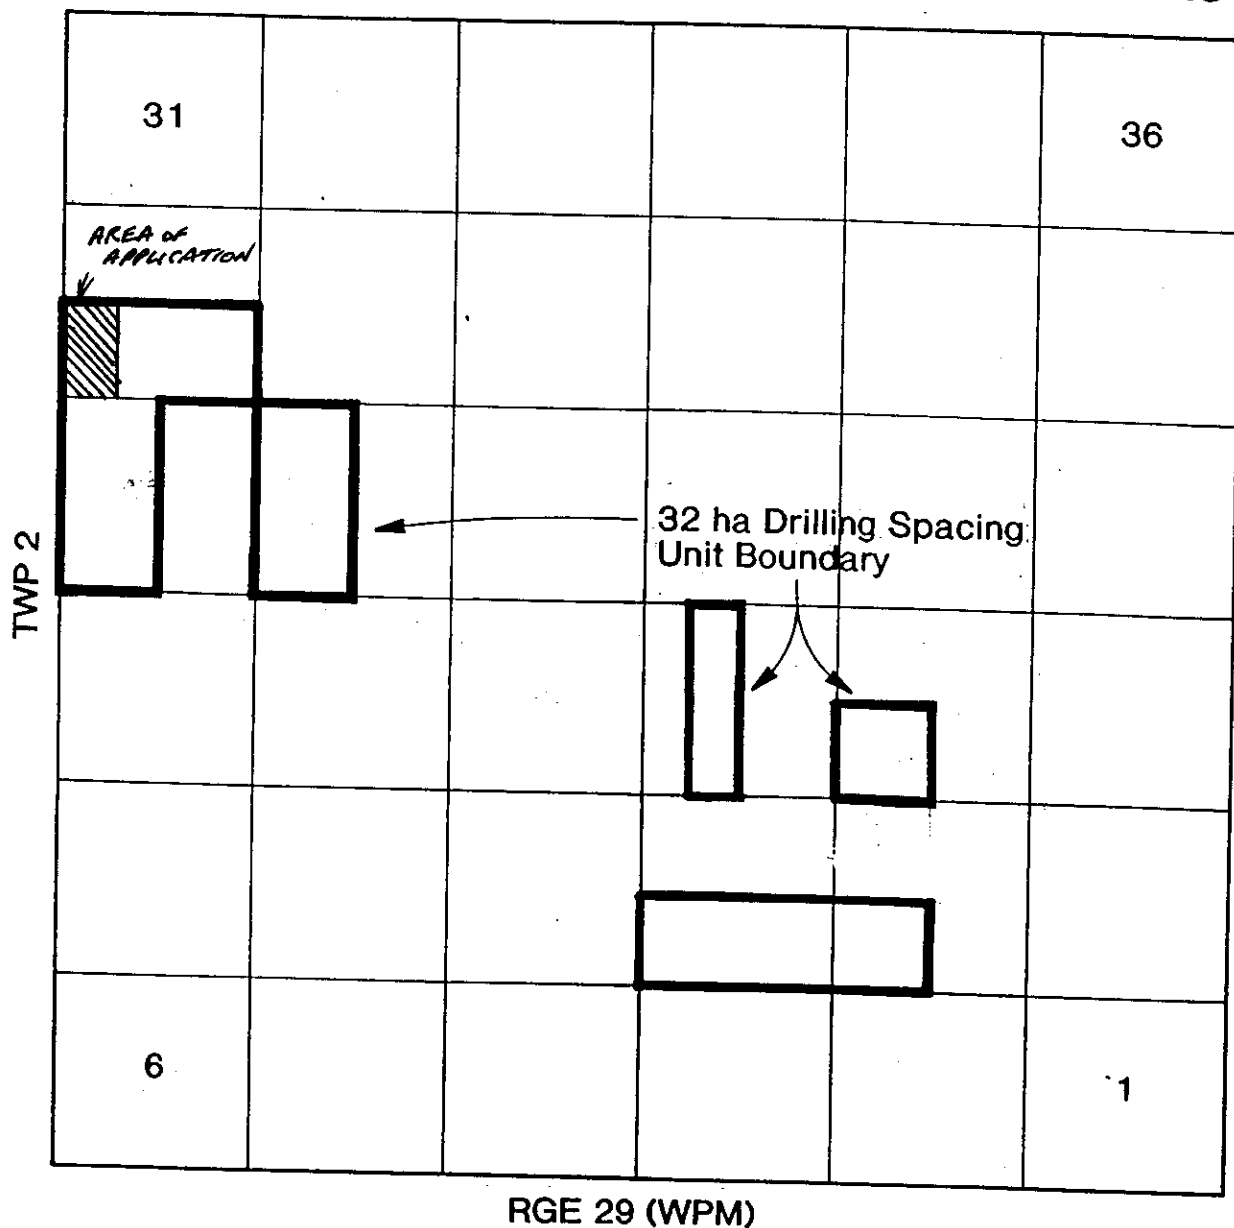 31
36
AREA OF
APPLICATION
32 ha Drilling Spacing
Unit Boundary
TWP 2
6
1
RGE 29 (WPM)